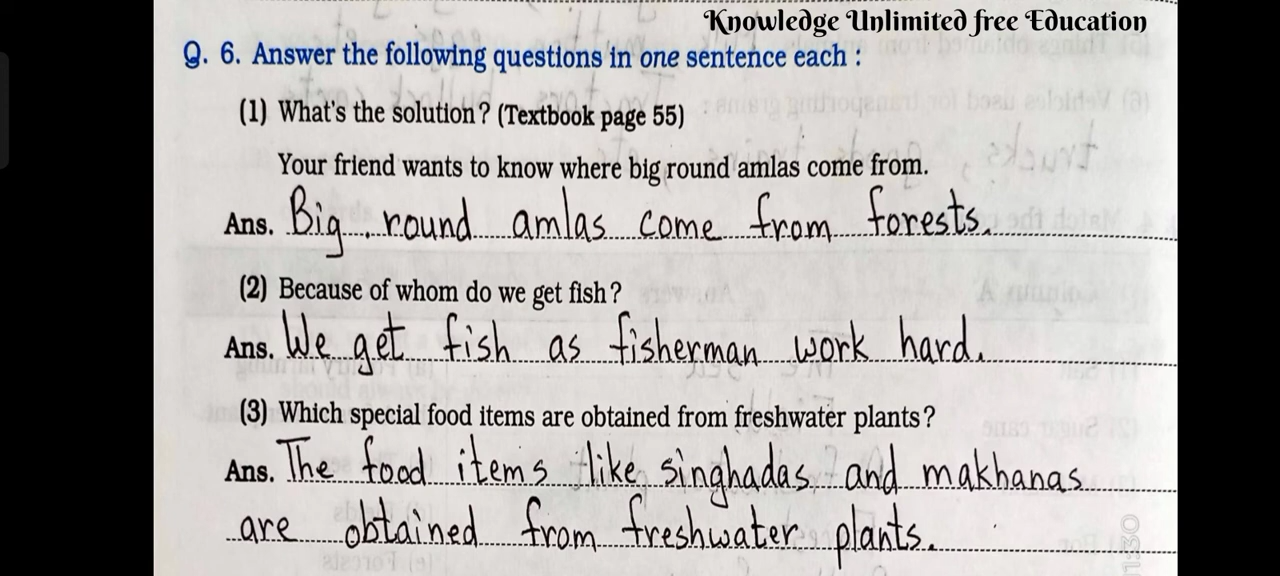 Knowledge Unlimited free Education
Q. 6. Answer the following questions in one sentence each :
(1) What's the solution? (Textbook page 55)
Your friend wants to know where big round amlas come from.
Ans. Big round amlas come from forests.
(2) Because of whom do we get fish?
Ans. We get fish as fisherman work hard.
(3) Which special food items are obtained from freshwater plants?
Ans. The food items like singhadas and makhanas
are obtained from freshwater plants.